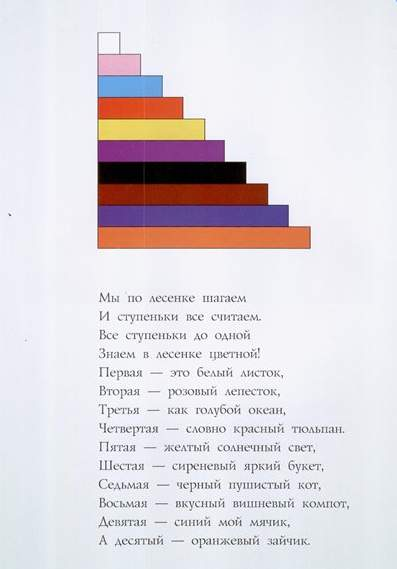 Мы по лесенке шагаем
И ступеньки все считаем.
Все ступеньки до одной
Знаем в лесенке цветной!
Первая — это белый листок,
Вторая — розовый лепесток,
Третья — как голубой океан,
Четвертая — словно красный тюльпан.
Пятая — желтый солнечный свет,
Шестая — сиреневый яркий букет,
Седьмая — черный пушистый кот,
Восьмая — вкусный вишневый компот,
Девятая — синий мой мячик,
А десятый — оранжевый зайчик.